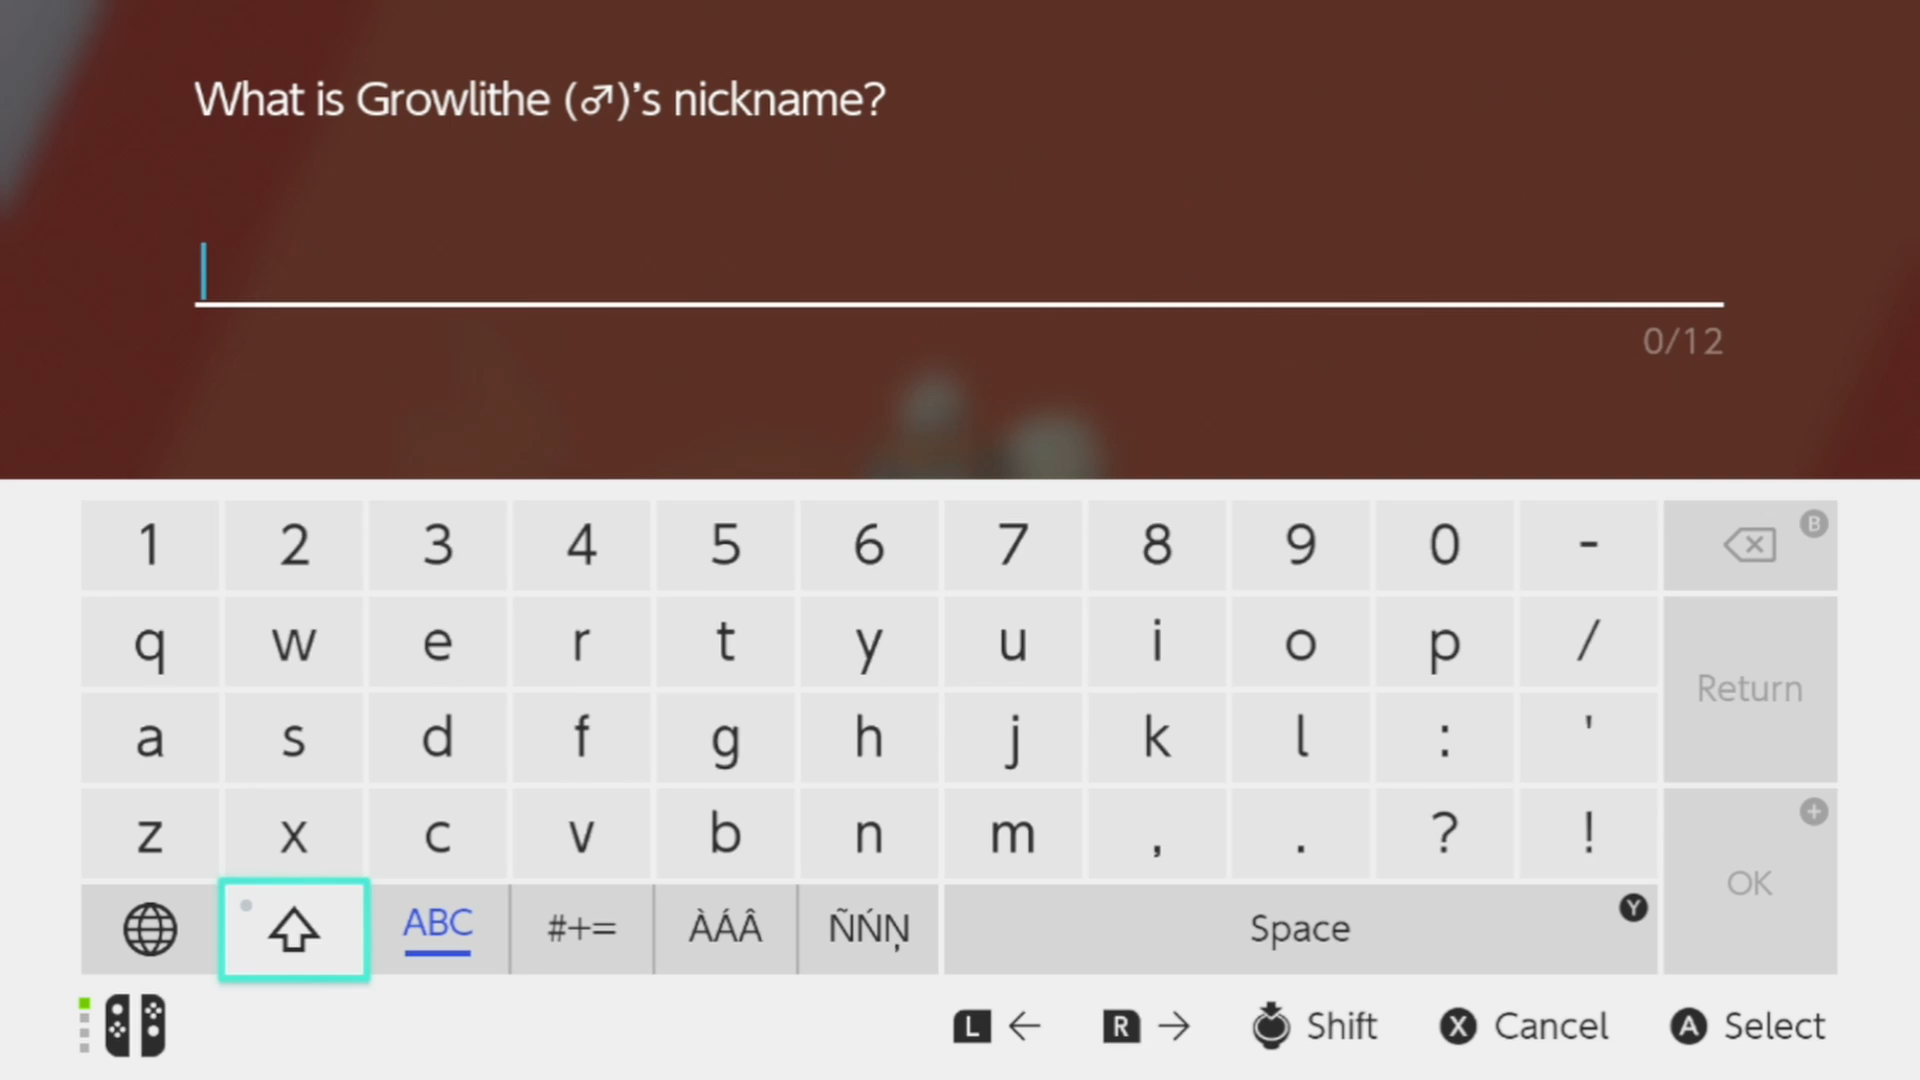 What is Growlithe (♂)'s nickname?
0/12
1 2 3 4 5 6 7 8 9 0 - B
q w e r t y u i o p /
Return
a s d f g h j k l : '
z x c v b n m , . ? ! +
OK
ABC #+= ÀÁÂ ÑŃŅ Space Y
L ← R → Shift X Cancel A Select